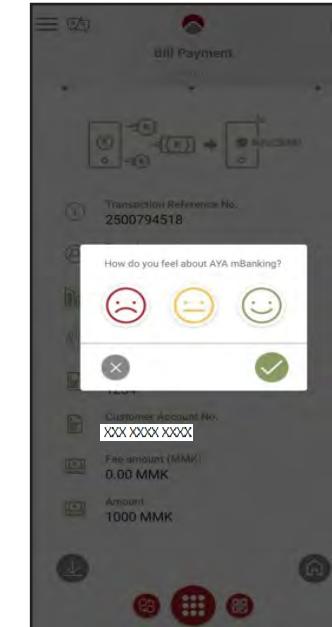 Bill Payment
Transaction Reference No.
2500794518
How do you feel about AYA mBanking?
1234
Customer Account No.
XXX XXXX XXXX
Fee amount (MMK)
0.00 MMK
Amount
1000 MMK